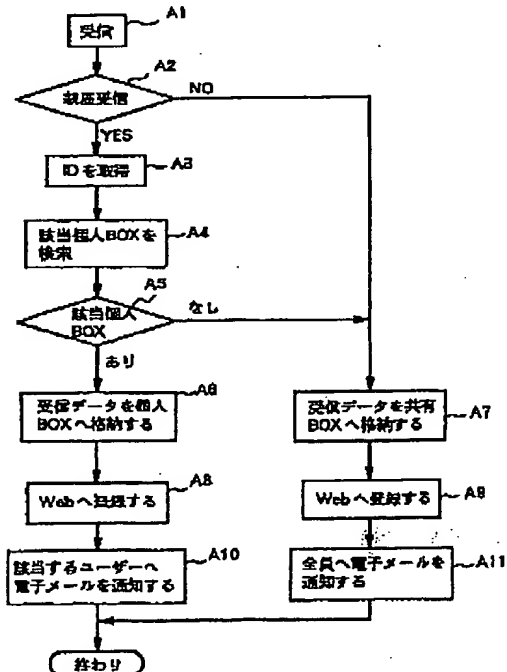 受信
A1
A2
親展受信
NO
YES
IDを取得
A3
該当個人BOXを
検索
A4
A5
該当個人
BOX
なし
あり
A6
受信データを個人
BOXへ格納する
受信データを共有
BOXへ格納する
A7
A8
Webへ登録する
Webへ登録する
A9
該当するユーザーへ
電子メールを通知する
A10
全員へ電子メールを
通知する
A11
終わり